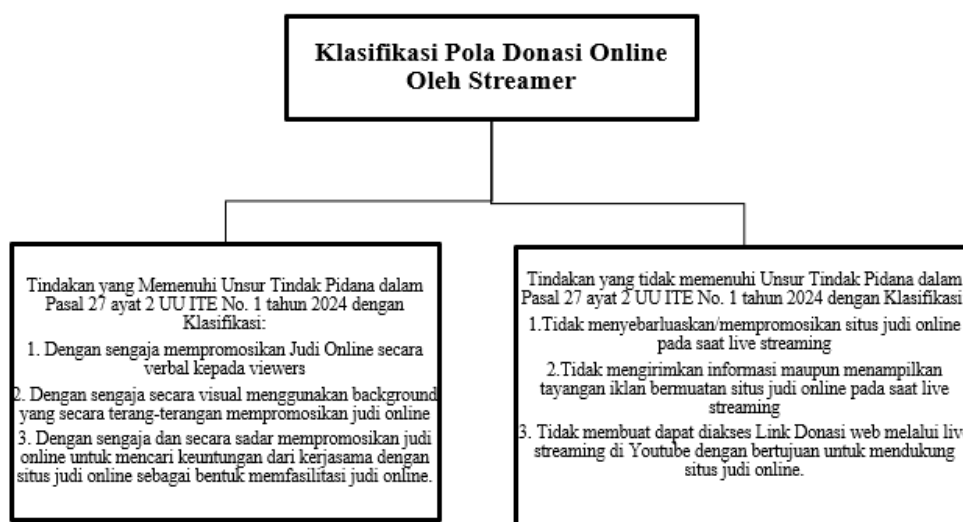 Klasifikasi Pola Donasi Online
Oleh Streamer
Tindakan yang Memenuhi Unsur Tindak Pidana dalam
Pasal 27 ayat 2 UU ITE No. 1 tahun 2024 dengan
Klasifikasi:
1. Dengan sengaja mempromosikan Judi Online secara
verbal kepada viewers
2. Dengan sengaja secara visual menggunakan background
yang secara terang-terangan mempromosikan judi online
3. Dengan sengaja dan secara sadar mempromosikan judi
online untuk mencari keuntungan dari kerjasama dengan
situs judi online sebagai bentuk memfasilitasi judi online.
Tindakan yang tidak memenuhi Unsur Tindak Pidana dalam
Pasal 27 ayat 2 UU ITE No. 1 tahun 2024 dengan Klasifikasi
1.Tidak menyebarluaskan/mempromosikan situs judi online
pada saat live streaming
2.Tidak mengirimkan informasi maupun menampilkan
tayangan iklan bermuatan situs judi online pada saat live
streaming
3. Tidak membuat dapat diakses Link Donasi web melalui live
streaming di Youtube dengan bertujuan untuk mendukung
situs judi online.